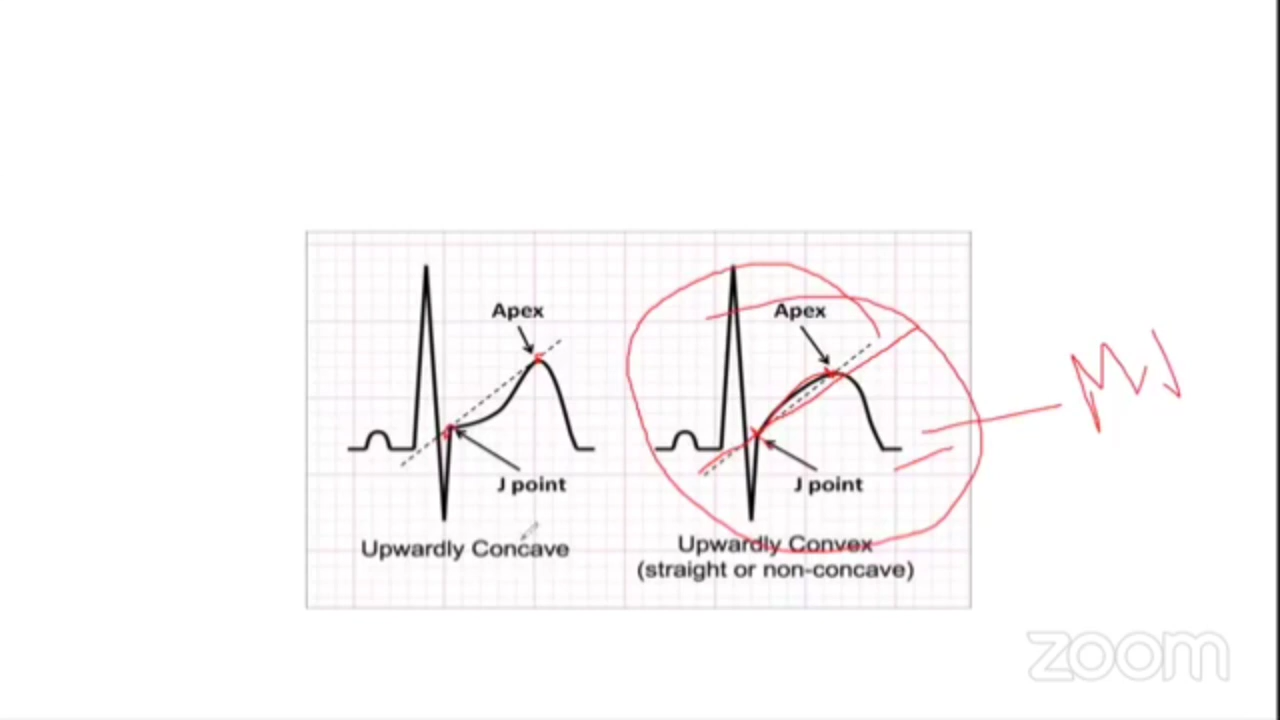 Apex
Apex
J point
J point
Upwardly Concave
Upwardly Convex
(straight or non-concave)
MI
zoom